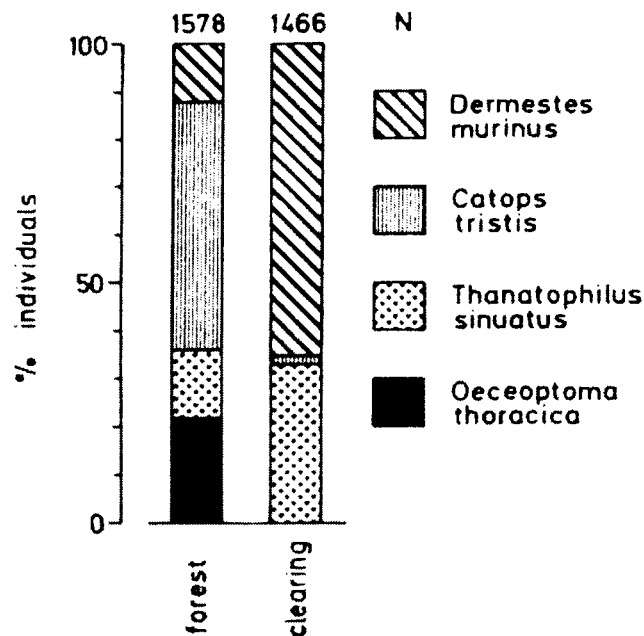 1578 1466 N
100
50
0
% individuals
Dermestes
murinus
Catops
tristis
Thanatophilus
sinuatus
Oeceoptoma
thoracica
forest
clearing